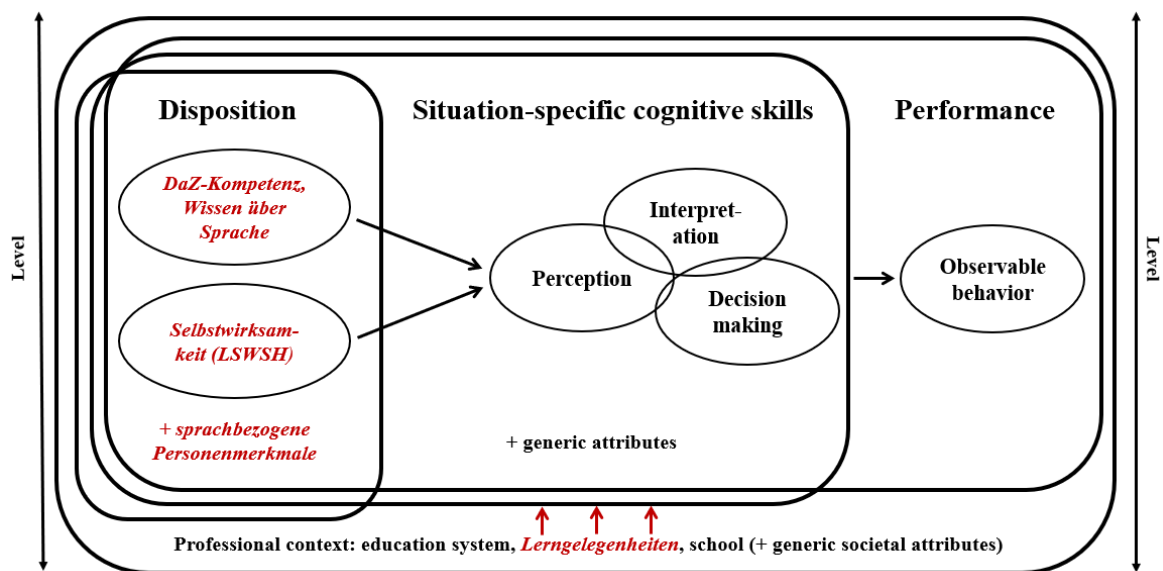 Level
Disposition
Situation-specific cognitive skills
Performance
DaZ-Kompetenz,
Wissen über
Sprache
Selbstwirksam-
keit (LSWSH)
+ sprachbezogene
Personenmerkmale
Interpret-
ation
Perception
Decision
making
+ generic attributes
Observable
behavior
Level
Professional context: education system, Lerngelegenheiten, school (+ generic societal attributes)